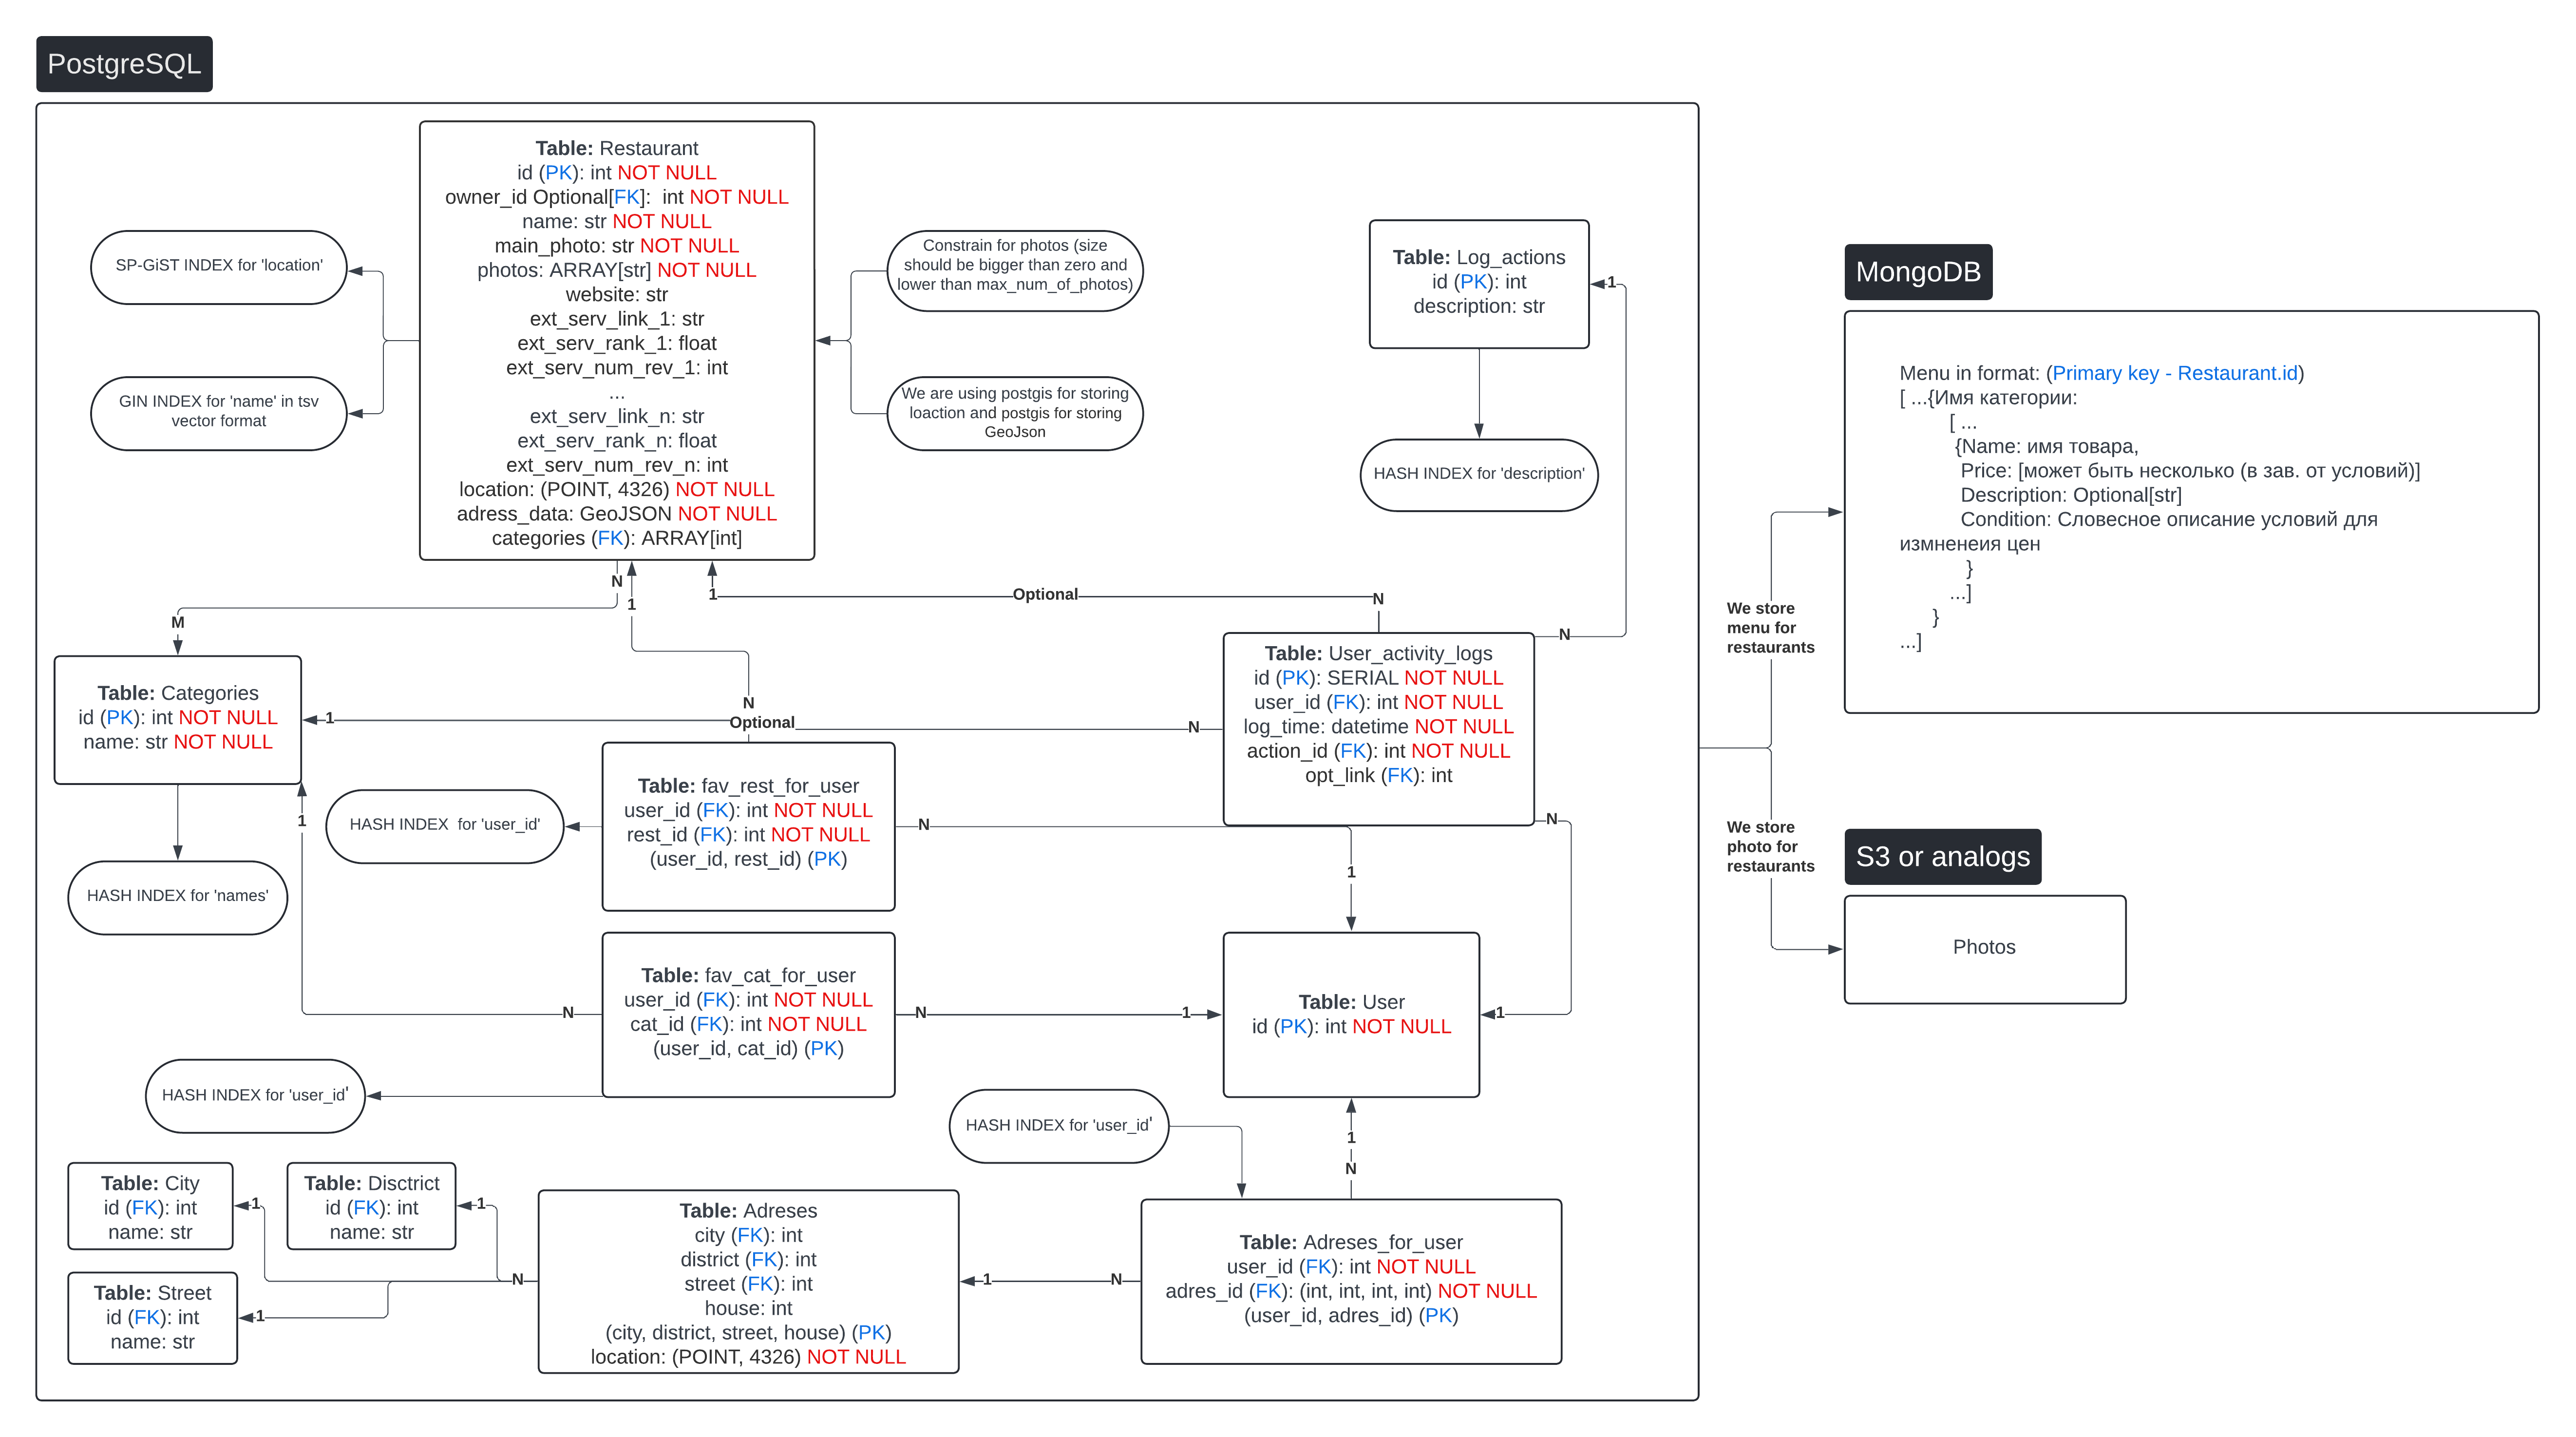 PostgreSQL
Table: Restaurant
id (PK): int NOT NULL
owner_id Optional[FK]:  int NOT NULL
name: str NOT NULL
main_photo: str NOT NULL
photos: ARRAY[str] NOT NULL
website: str
ext_serv_link_1: str
ext_serv_rank_1: float
ext_serv_num_rev_1: int
...
ext_serv_link_n: str
ext_serv_rank_n: float
ext_serv_num_rev_n: int
location: (POINT, 4326) NOT NULL
adress_data: GeoJSON NOT NULL
categories (FK): ARRAY[int]
SP-GiST INDEX for 'location'
GIN INDEX for 'name' in tsv
vector format
Constrain for photos (size
should be bigger than zero and
lower than max_num_of_photos)
We are using postgis for storing
loaction and postgis for storing
GeoJson
Table: Log_actions
id (PK): int
description: str
1
HASH INDEX for 'description'
N
1
M
1
Optional
N
N
Table: Categories
id (PK): int NOT NULL
name: str NOT NULL
1
N
Optional
N
Table: User_activity_logs
id (PK): SERIAL NOT NULL
user_id (FK): int NOT NULL
log_time: datetime NOT NULL
action_id (FK): int NOT NULL
opt_link (FK): int
HASH INDEX for 'names'
1
HASH INDEX  for 'user_id'
Table: fav_rest_for_user
user_id (FK): int NOT NULL
rest_id (FK): int NOT NULL
(user_id, rest_id) (PK)
N
1
N
Table: fav_cat_for_user
user_id (FK): int NOT NULL
cat_id (FK): int NOT NULL
(user_id, cat_id) (PK)
N
N
1
Table: User
id (PK): int NOT NULL
1
HASH INDEX for 'user_id'
HASH INDEX for 'user_id'
1
N
Table: City
id (FK): int
name: str
1
Table: Disctrict
id (FK): int
name: str
1
Table: Street
id (FK): int
name: str
1
N
Table: Adreses
city (FK): int
district (FK): int
street (FK): int
house: int
(city, district, street, house) (PK)
location: (POINT, 4326) NOT NULL
1
N
Table: Adreses_for_user
user_id (FK): int NOT NULL
adres_id (FK): (int, int, int, int) NOT NULL
(user_id, adres_id) (PK)
We store
menu for
restaurants
We store
photo for
restaurants
MongoDB
Menu in format: (Primary key - Restaurant.id)
[ ...{Имя категории:
[ ...
{Name: имя товара,
Price: [может быть несколько (в зав. от условий)]
Description: Optional[str]
Condition: Словесное описание условий для
измненеия цен
}
...]
}
...]
S3 or analogs
Photos